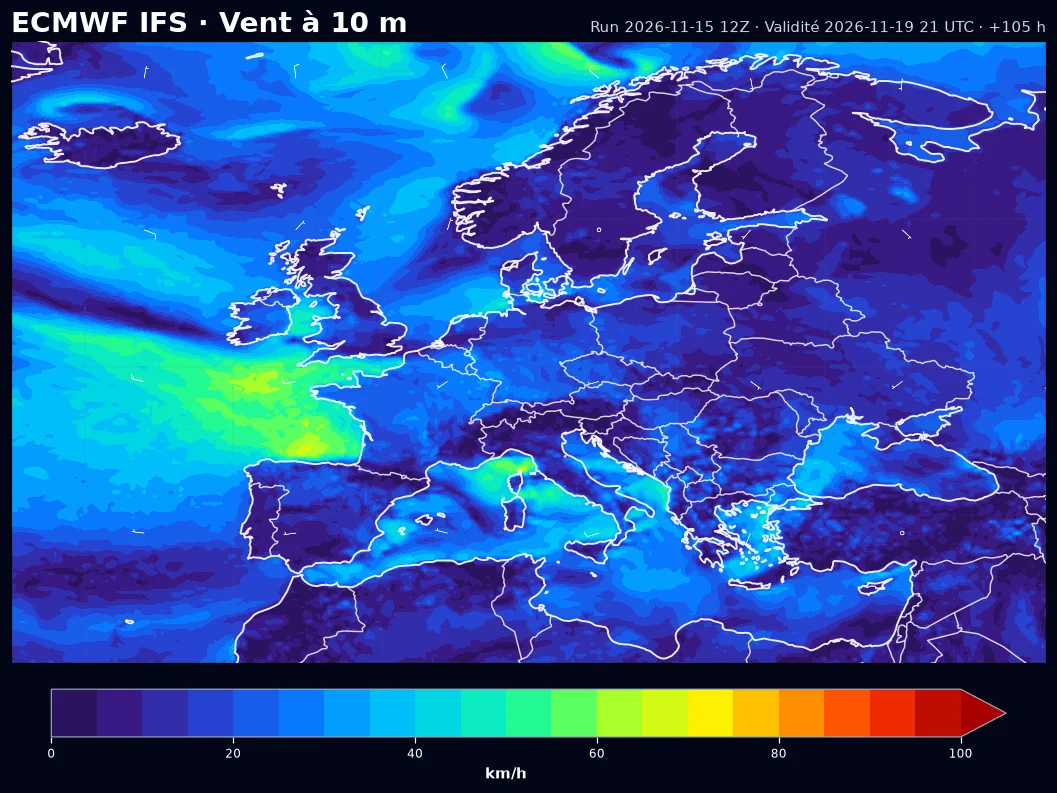 ECMWF IFS · Vent à 10 m
Run 2026-11-15 12Z · Validité 2026-11-19 21 UTC · +105 h
0 20 40 60 80 100
km/h